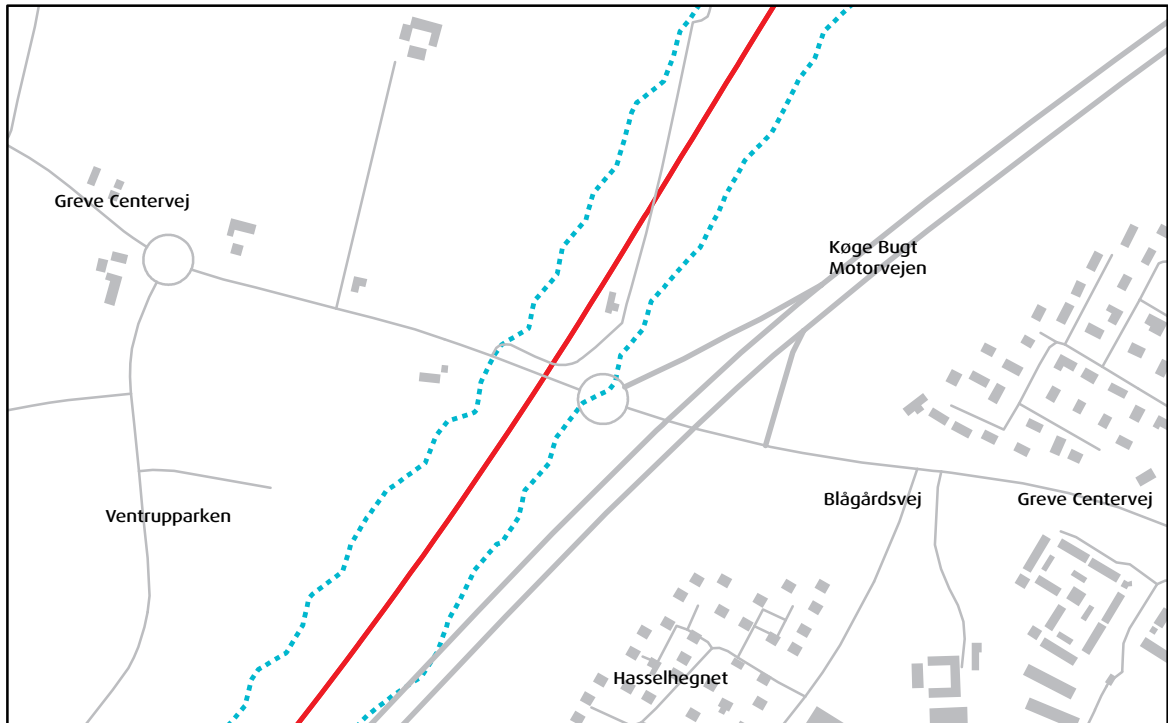 Greve Centervej
Køge Bugt
Motorvejen
Ventrupparken
Blågårdsvej
Greve Centervej
Hasselhegnet